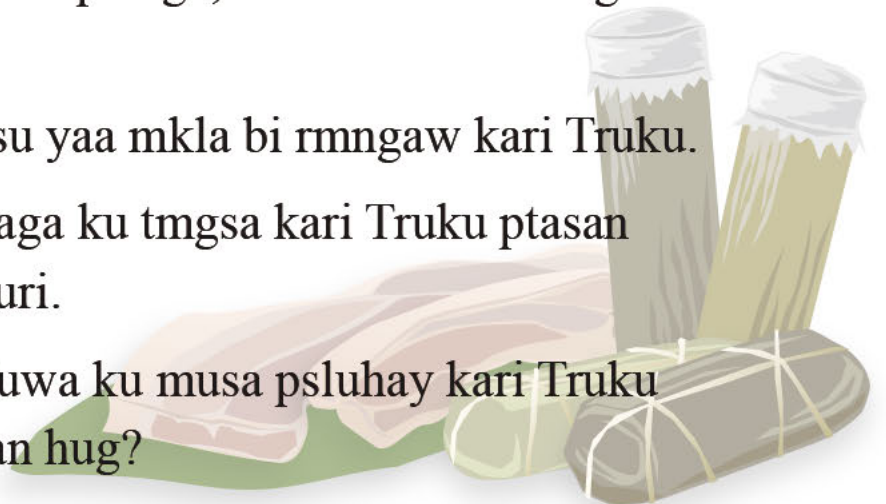 su yaa mkla bi rmngaw kari Truku.
aga ku tmgsa kari Truku ptasan
uri.
uwa ku musa psluhay kari Truku
an hug?